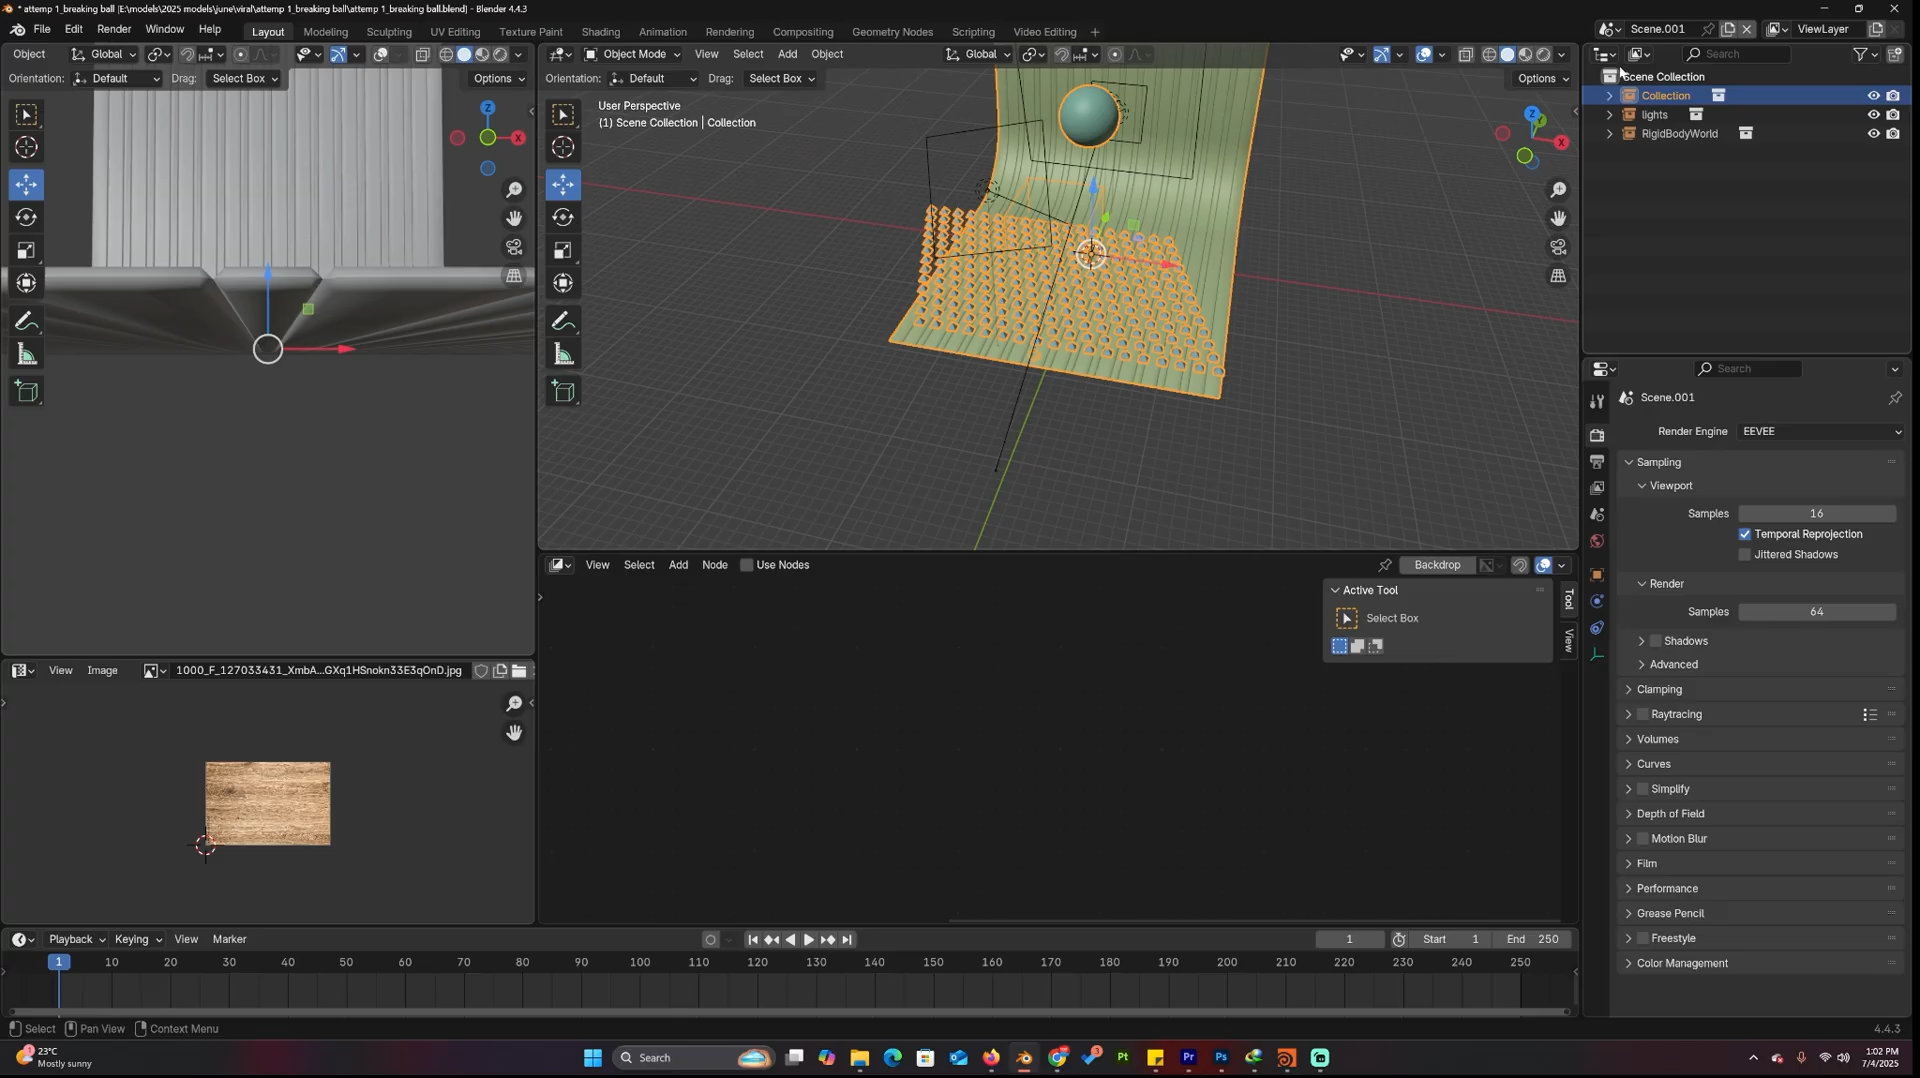 * attemp 1_breaking ball [E:\models\2025 models\june\viral\attemp 1_breaking ball\attemp 1_breaking ball.blend] - Blender 4.4.3
File Edit Render Window Help Layout Modeling Sculpting UV Editing Texture Paint Shading Animation Rendering Compositing Geometry Nodes Scripting Video Editing + Scene.001 ViewLayer
Object Global Object Mode View Select Add Object Global Search
Orientation: Default Drag: Select Box Options Orientation: Default Drag: Select Box Options Scene Collection
User Perspective
(1) Scene Collection | Collection
Collection
lights
RigidBodyWorld
Z
X
Z
Y
X
Search
Scene.001
Render Engine EEVEE
Sampling
Viewport
Samples 16
Temporal Reprojection
Jittered Shadows
Render
Samples 64
Shadows
Advanced
Clamping
Raytracing
Volumes
Curves
Simplify
Depth of Field
Motion Blur
Film
Performance
Grease Pencil
Freestyle
Color Management
View Select Add Node Use Nodes Backdrop
Active Tool
Select Box
Tool
View
View Image 1000_F_127033431_XmbA...GXq1HSnokn33E3qOnD.jpg
Playback Keying View Marker 1 Start 1 End 250
1 10 20 30 40 50 60 70 80 90 100 110 120 130 140 150 160 170 180 190 200 210 220 230 240 250
Select Pan View Context Menu 4.4.3
23°C
Mostly sunny
Search
3
Pt
Pr
Ps
1:02 PM
7/4/2025